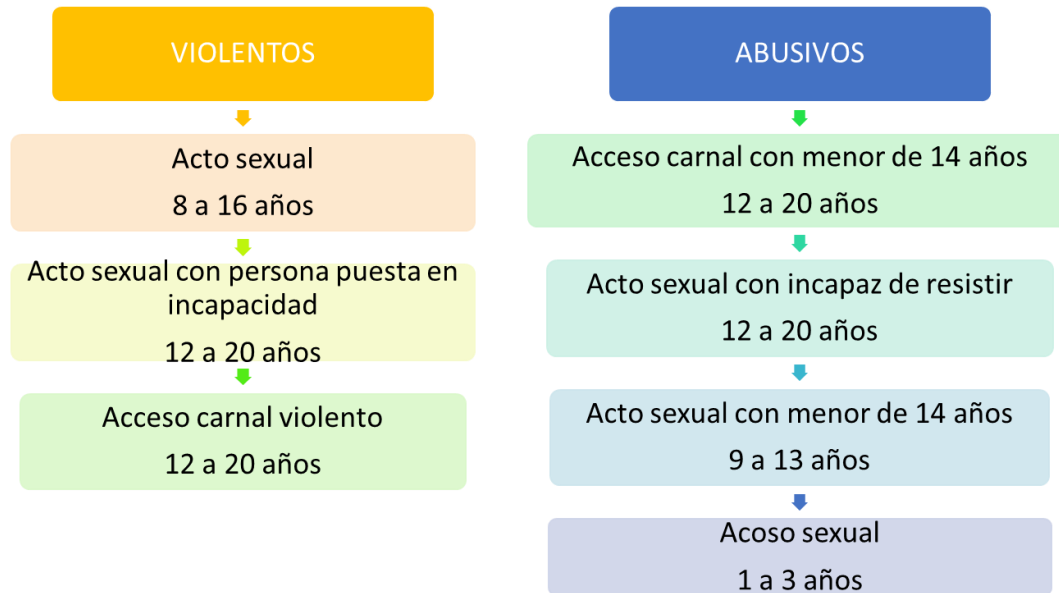 VIOLENTOS
Acto sexual
8 a 16 años
Acto sexual con persona puesta en
incapacidad
12 a 20 años
Acceso carnal violento
12 a 20 años
ABUSIVOS
Acceso carnal con menor de 14 años
12 a 20 años
Acto sexual con incapaz de resistir
12 a 20 años
Acto sexual con menor de 14 años
9 a 13 años
Acoso sexual
1 a 3 años